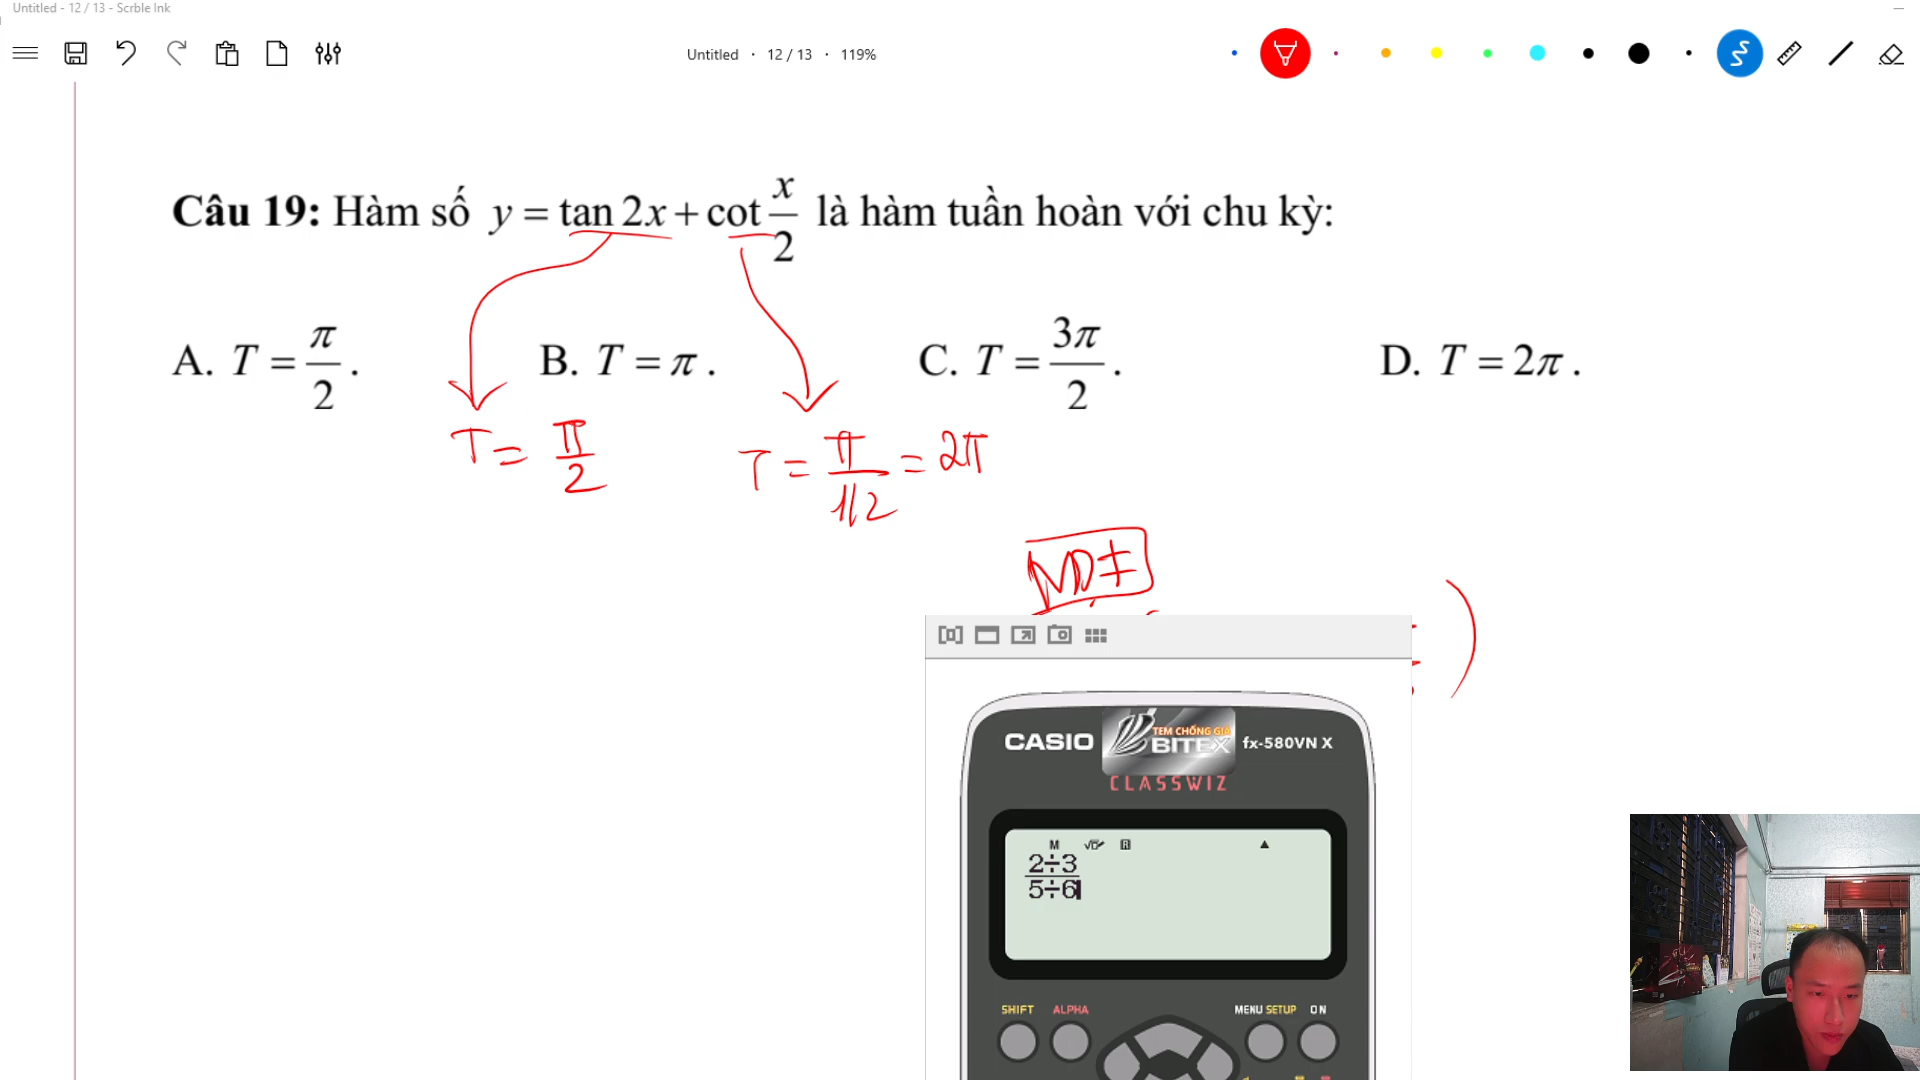 Untitled - 12 / 13 - Scrble Ink
Untitled · 12 / 13 · 119%
Câu 19: Hàm số y = tan 2x + cot x/2 là hàm tuần hoàn với chu kỳ:
A. T = π/2 . B. T = π . C. T = 3π/2 . D. T = 2π .
T = π/2 T = π/1/2 = 2π
CASIO TEM CHỐNG GIẢ BITEX fx-580VN X
CLASSWIZ
M √ R ▲
2÷3
5÷6
SHIFT ALPHA MENU SETUP ON